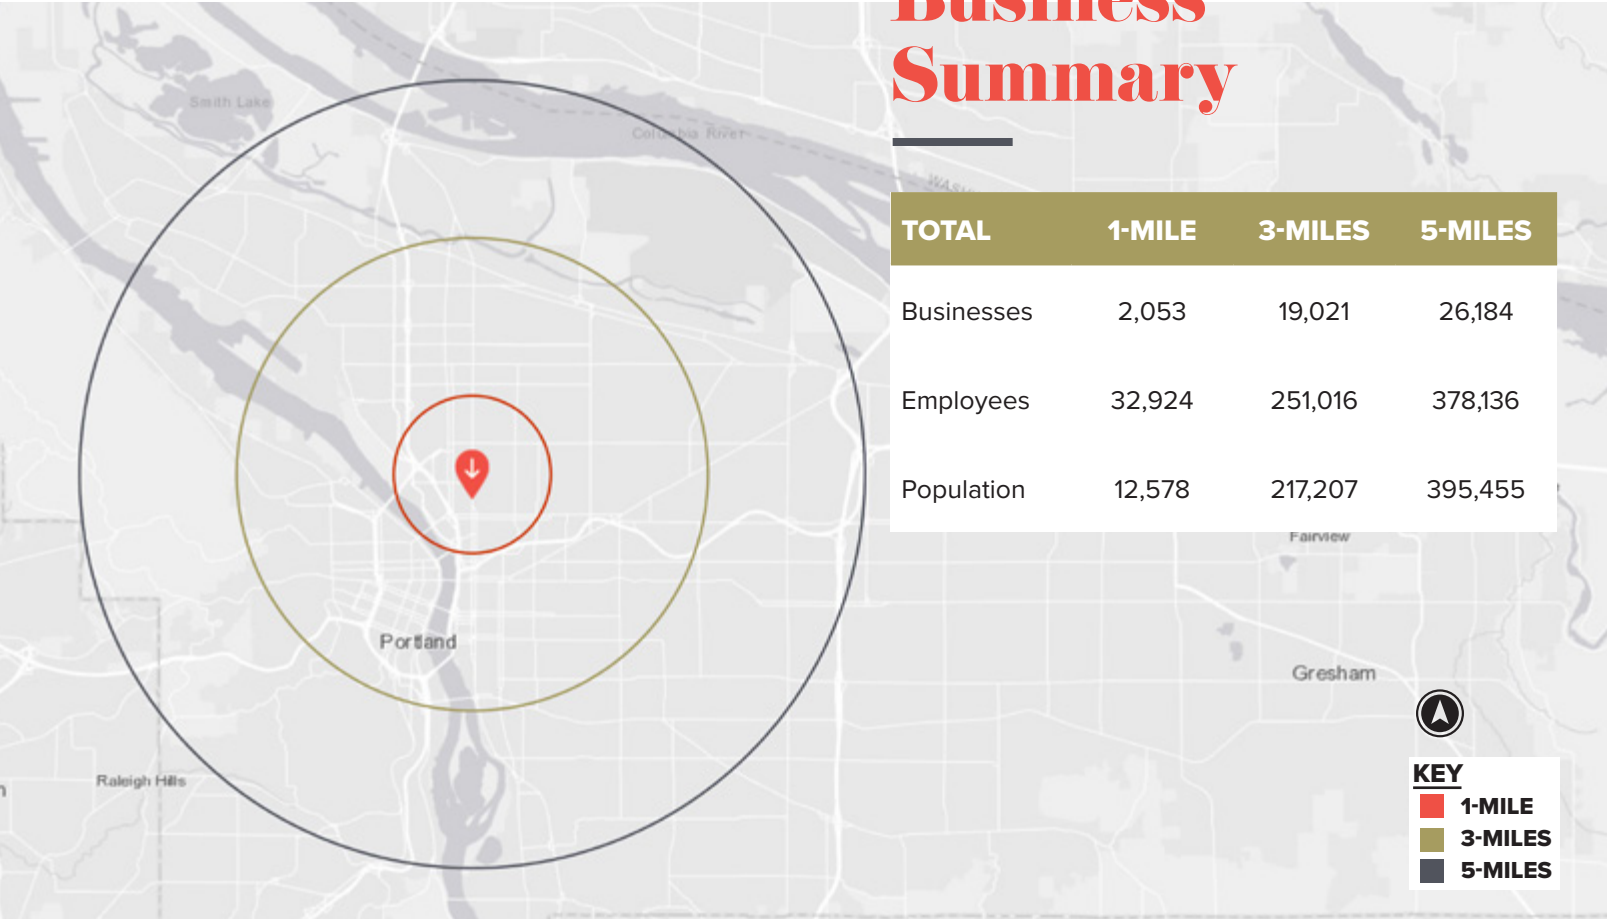 Business
Summary
Smith Lake
Columbia River
TOTAL 1-MILE 3-MILES 5-MILES
Businesses 2,053 19,021 26,184
Employees 32,924 251,016 378,136
Population 12,578 217,207 395,455
Fairview
Portland
Gresham
Raleigh Hills
KEY
1-MILE
3-MILES
5-MILES